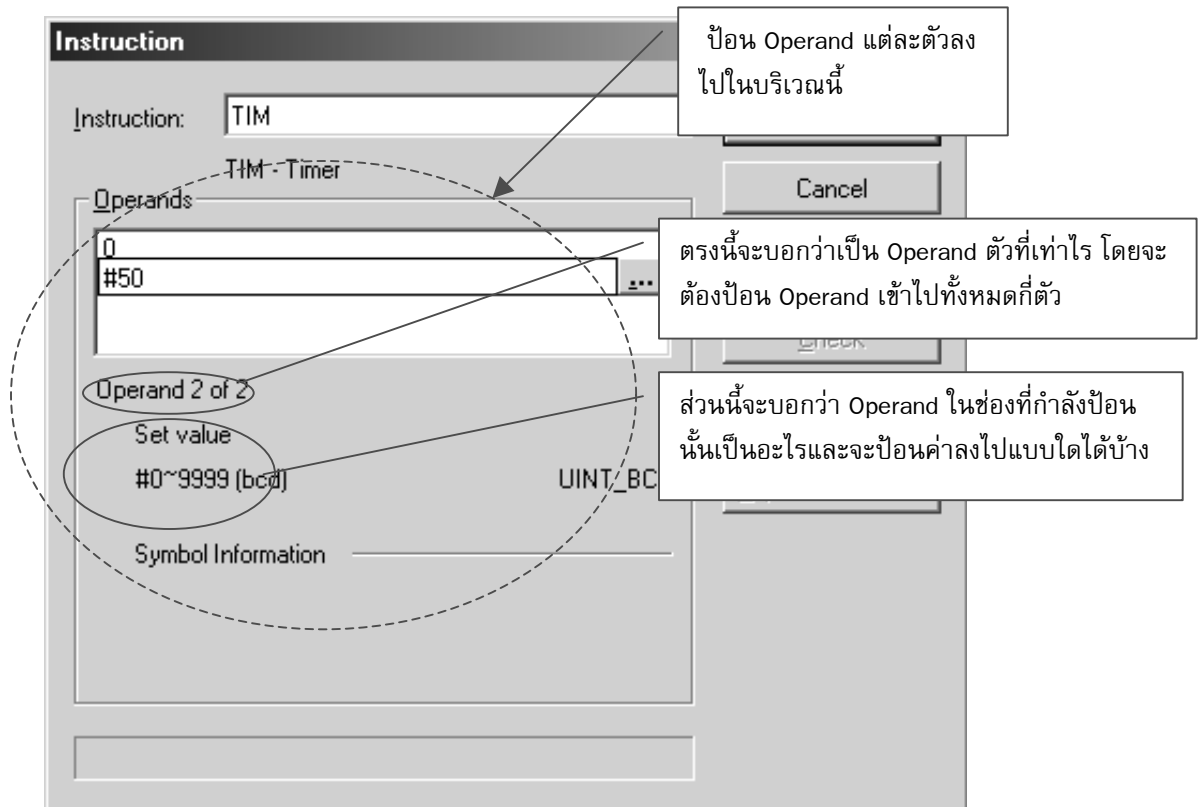 Instruction
ป้อน Operand แต่ละตัวลง
ไปในบริเวณนี้
Instruction:
TIM
TIM - Timer
Cancel
Operands
0
#50
...
ตรงนี้จะบอกว่าเป็น Operand ตัวที่เท่าไร โดยจะ
ต้องป้อน Operand เข้าไปทั้งหมดกี่ตัว
Check
Operand 2 of 2
ส่วนนี้จะบอกว่า Operand ในช่องที่กำลังป้อน
นั้นเป็นอะไรและจะป้อนค่าลงไปแบบใดได้บ้าง
Set value
#0~9999 (bcd)
UINT_BC
Symbol Information